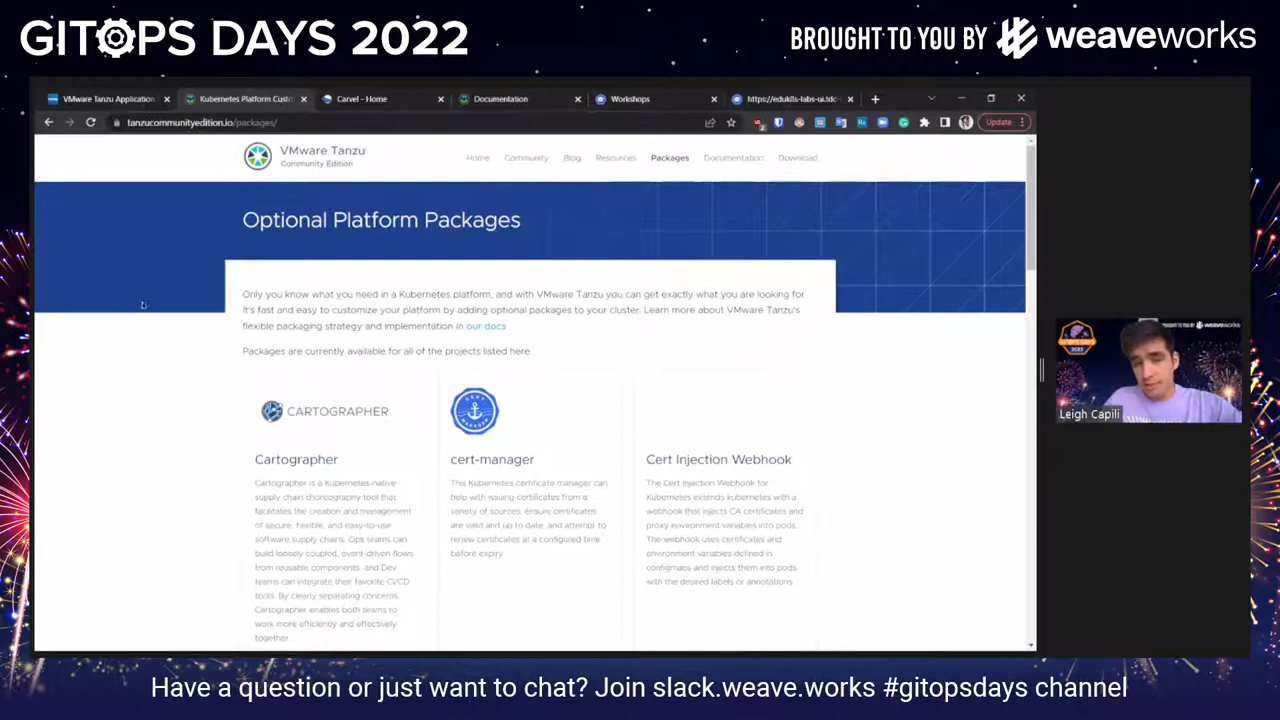 GITOPS DAYS 2022
BROUGHT TO YOU BY weaveworks
VMware Tanzu Application
Kubernetes Platform Custo
Carvel - Home
Documentation
Workshops
https://eduk8s-labs-ui.tdc-
tanzucommunityedition.io/packages/
Update
VMware Tanzu
Community Edition
Home
Community
Blog
Resources
Packages
Documentation
Download
Optional Platform Packages
Only you know what you need in a Kubernetes platform, and with VMware Tanzu you can get exactly what you are looking for
It's fast and easy to customize your platform by adding optional packages to your cluster. Learn more about VMware Tanzu's
flexible packaging strategy and implementation in our docs
Packages are currently available for all of the projects listed here.
CARTOGRAPHER
CERT
MANAGER
Cartographer
Cartographer is a Kubernetes-native
supply chain choreography tool that
facilitates the creation and management
of secure, flexible, and easy-to-use
software supply chains. Ops teams can
build loosely coupled, event-driven flows
from reusable components, and Dev
teams can integrate their favorite CI/CD
tools. By clearly separating concerns,
Cartographer enables both teams to
work more efficiently and effectively
together.
cert-manager
This Kubernetes certificate manager can
help with issuing certificates from a
variety of sources, ensure certificates
are valid and up to date, and attempt to
renew certificates at a configured time
before expiry.
Cert Injection Webhook
The Cert Injection Webhook for
Kubernetes extends kubernetes with a
webhook that injects CA certificates and
proxy environment variables into pods.
The webhook uses certificates and
environment variables defined in
configmaps and injects them into pods
with the desired labels or annotations.
GITOPS DAYS
2022
BROUGHT TO YOU BY weaveworks
Leigh Capili
Have a question or just want to chat? Join slack.weave.works #gitopsdays channel